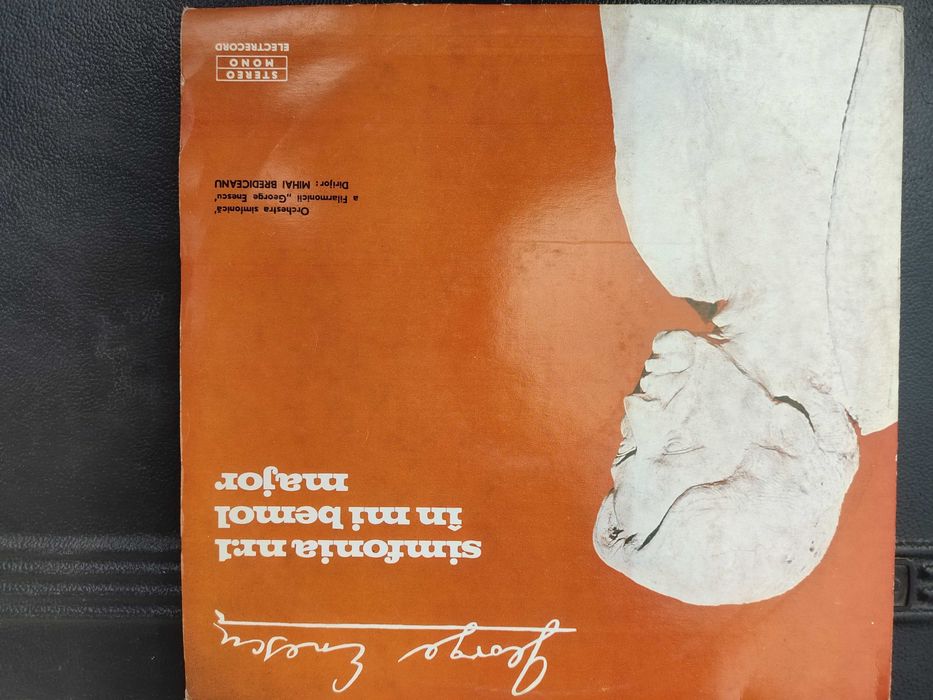 George Enescu
simfonia nr.1
în mi bemol
major
Orchestra simfonică
a Filarmonicii „George Enescu"
Dirijor: MIHAI BREDICEANU
STEREO
MONO
ELECTRECORD